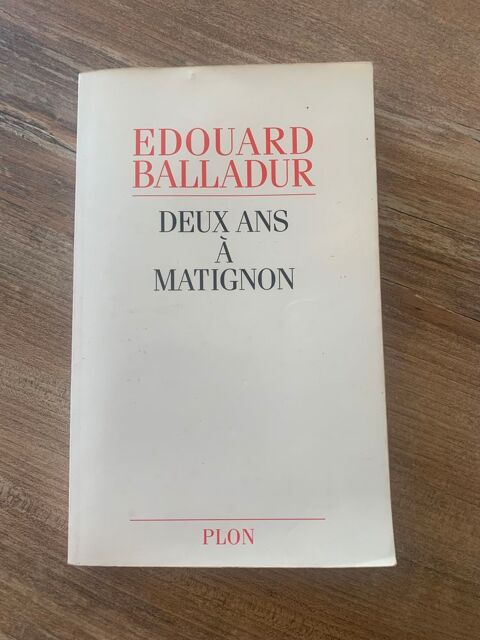 EDOUARD
BALLADUR
DEUX ANS
À
MATIGNON
PLON